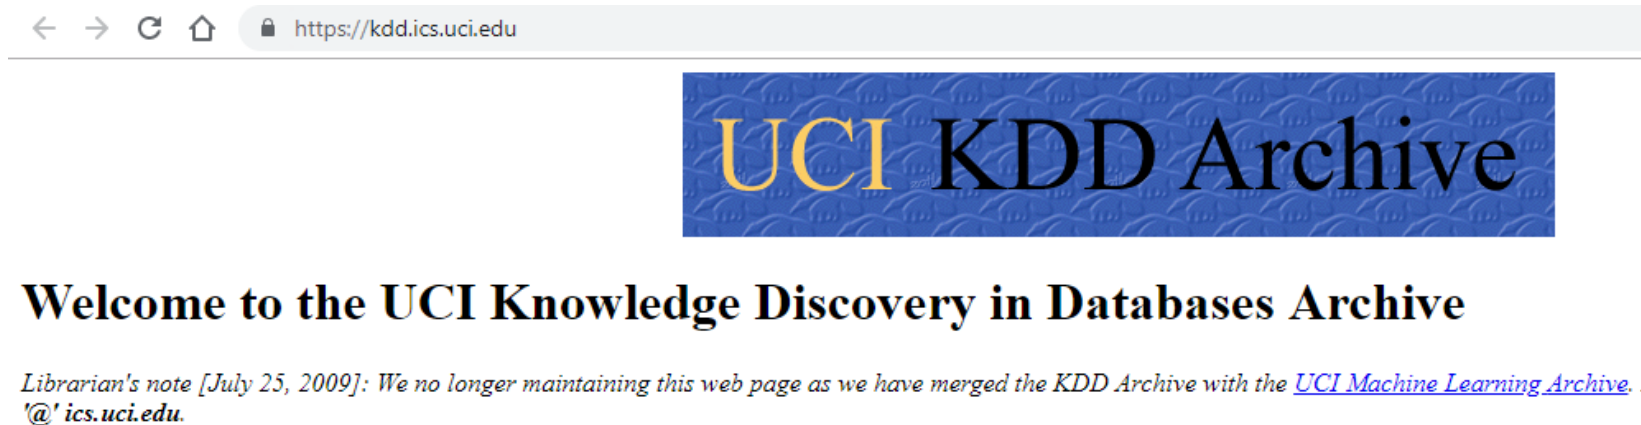 https://kdd.ics.uci.edu
UCI KDD Archive
Welcome to the UCI Knowledge Discovery in Databases Archive
Librarian's note [July 25, 2009]: We no longer maintaining this web page as we have merged the KDD Archive with the UCI Machine Learning Archive.
'@' ics.uci.edu.